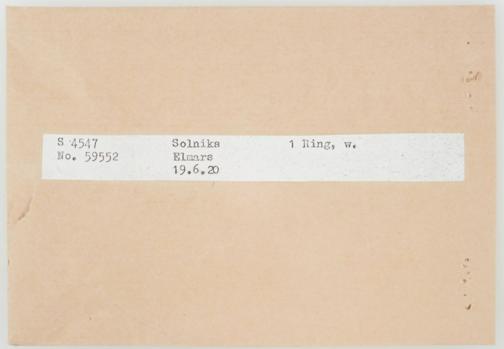 S 4547 Solniks 1 Ring, w.
No. 59552 Elmars
19.6.20